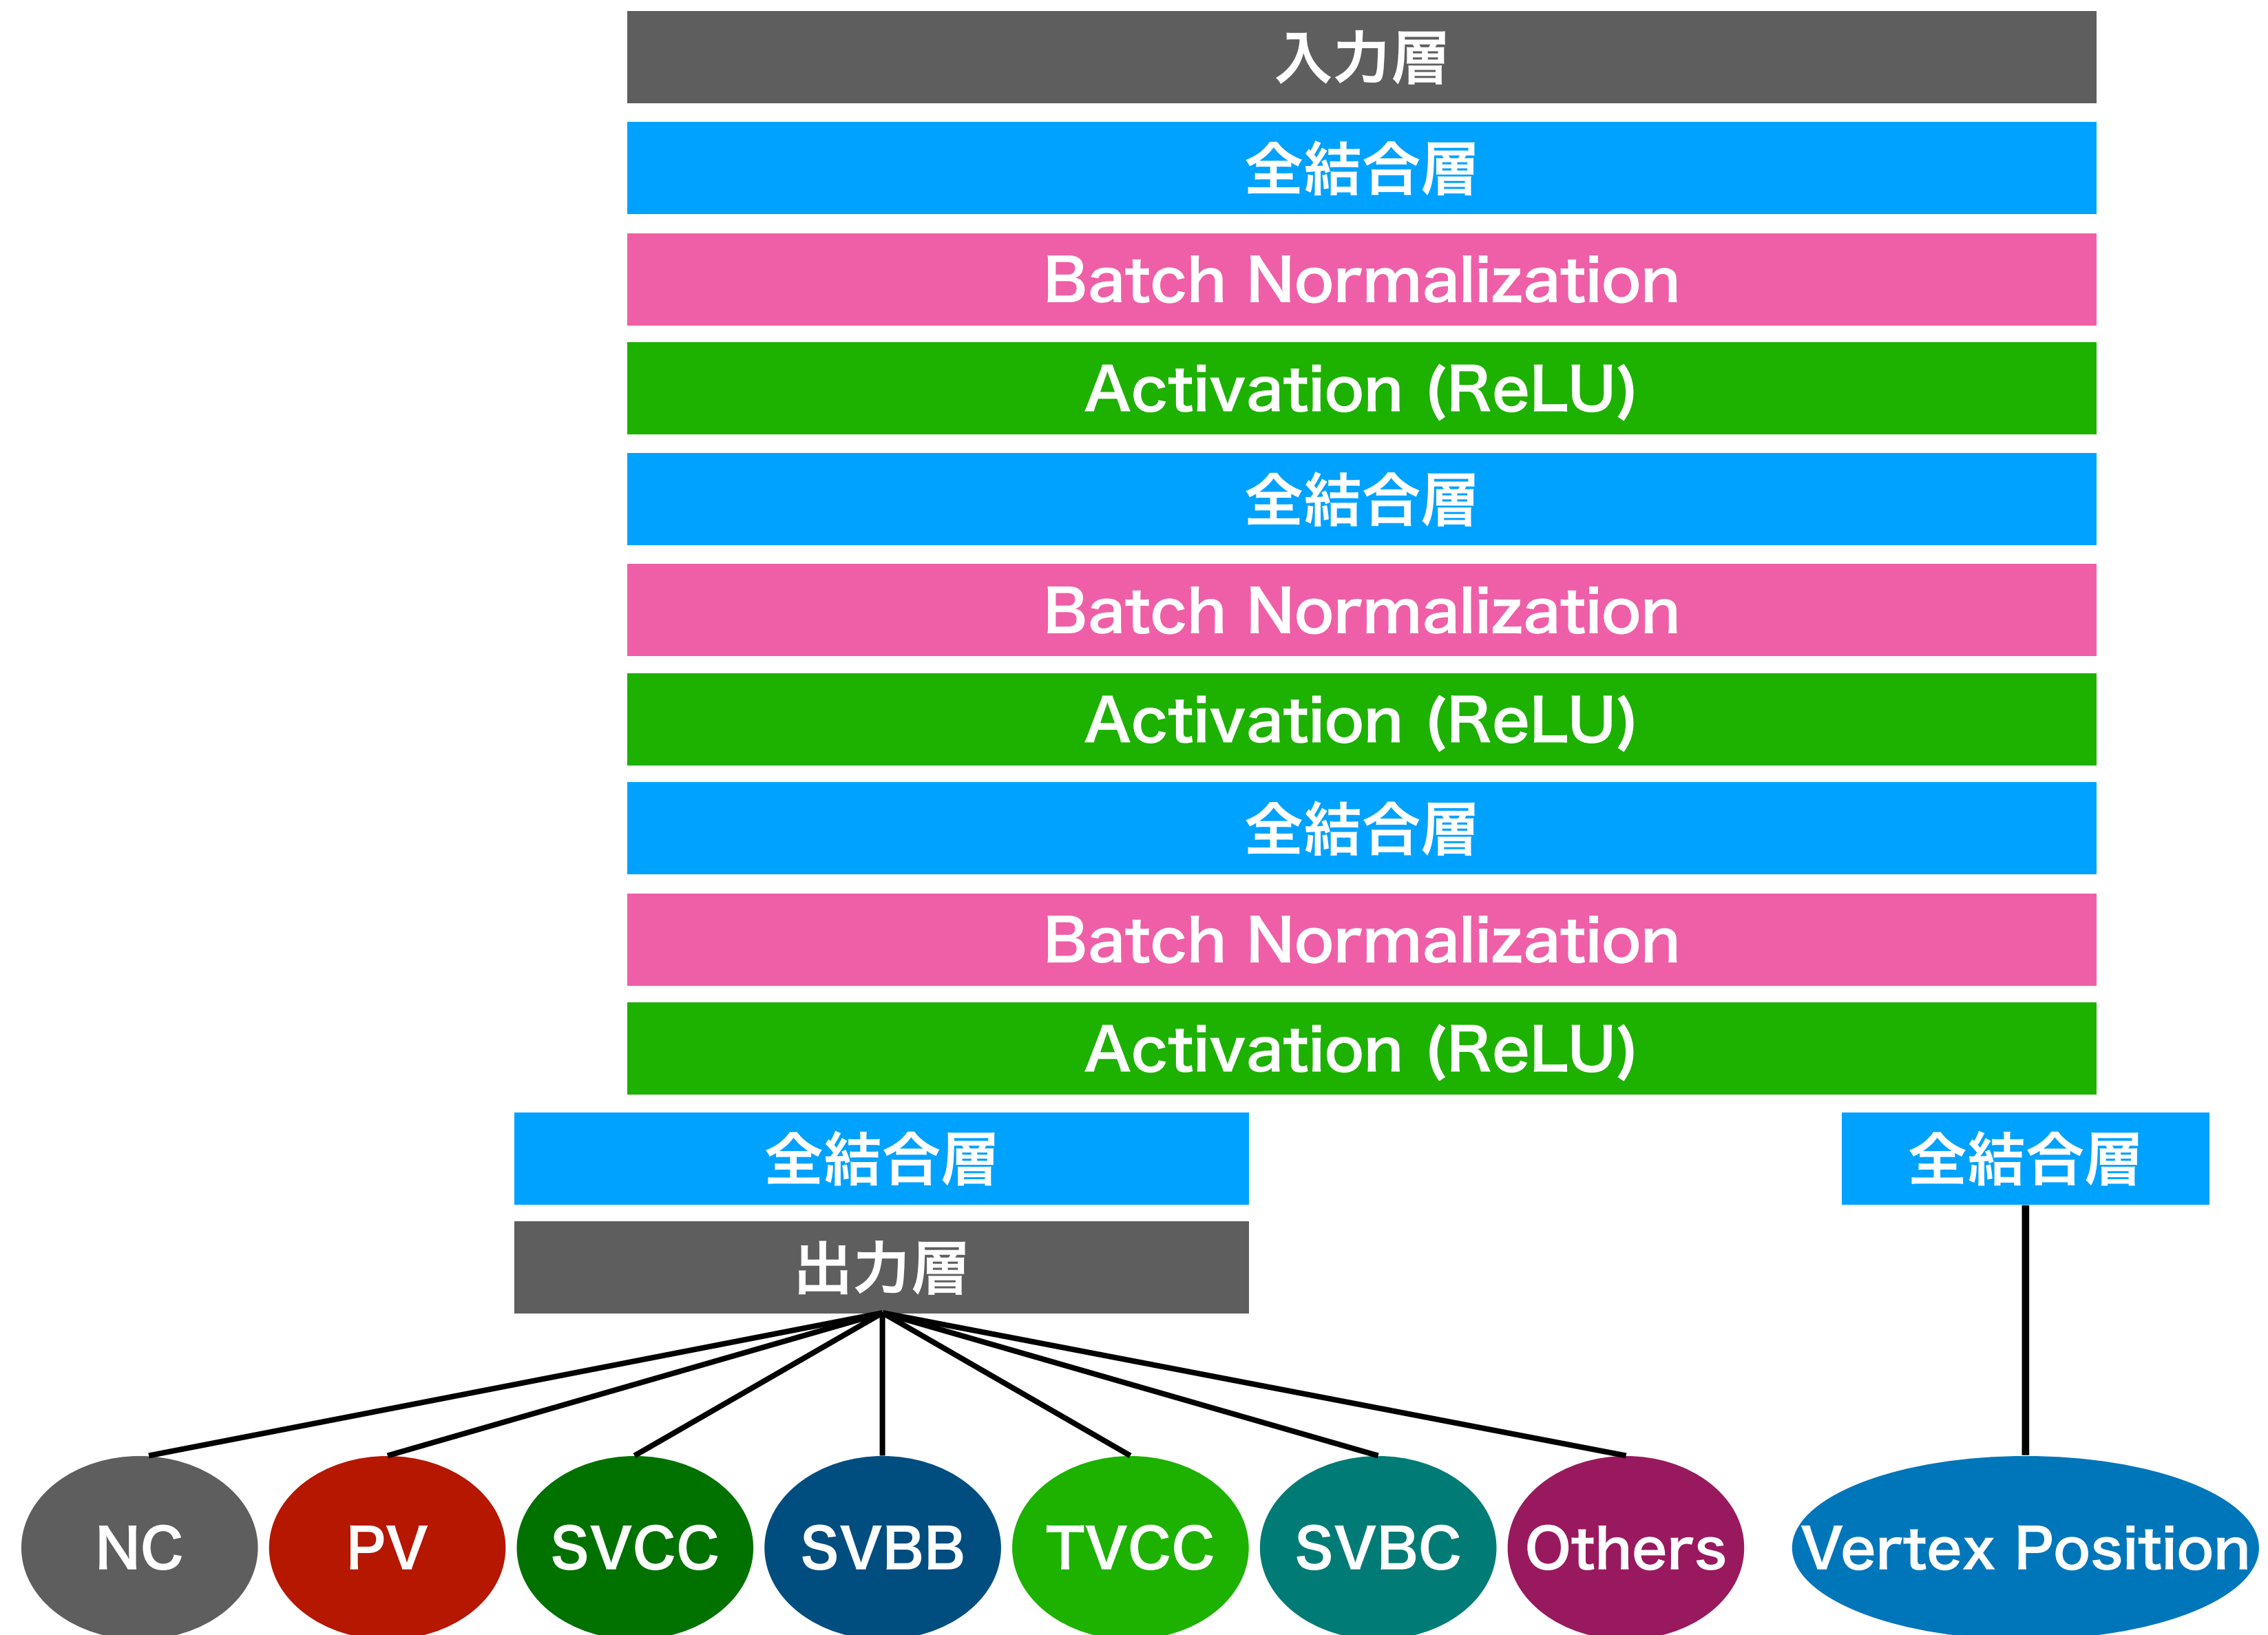 入力層
全結合層
Batch Normalization
Activation (ReLU)
全結合層
Batch Normalization
Activation (ReLU)
全結合層
Batch Normalization
Activation (ReLU)
全結合層 全結合層
出力層
NC PV SVCC SVBB TVCC SVBC Others Vertex Position